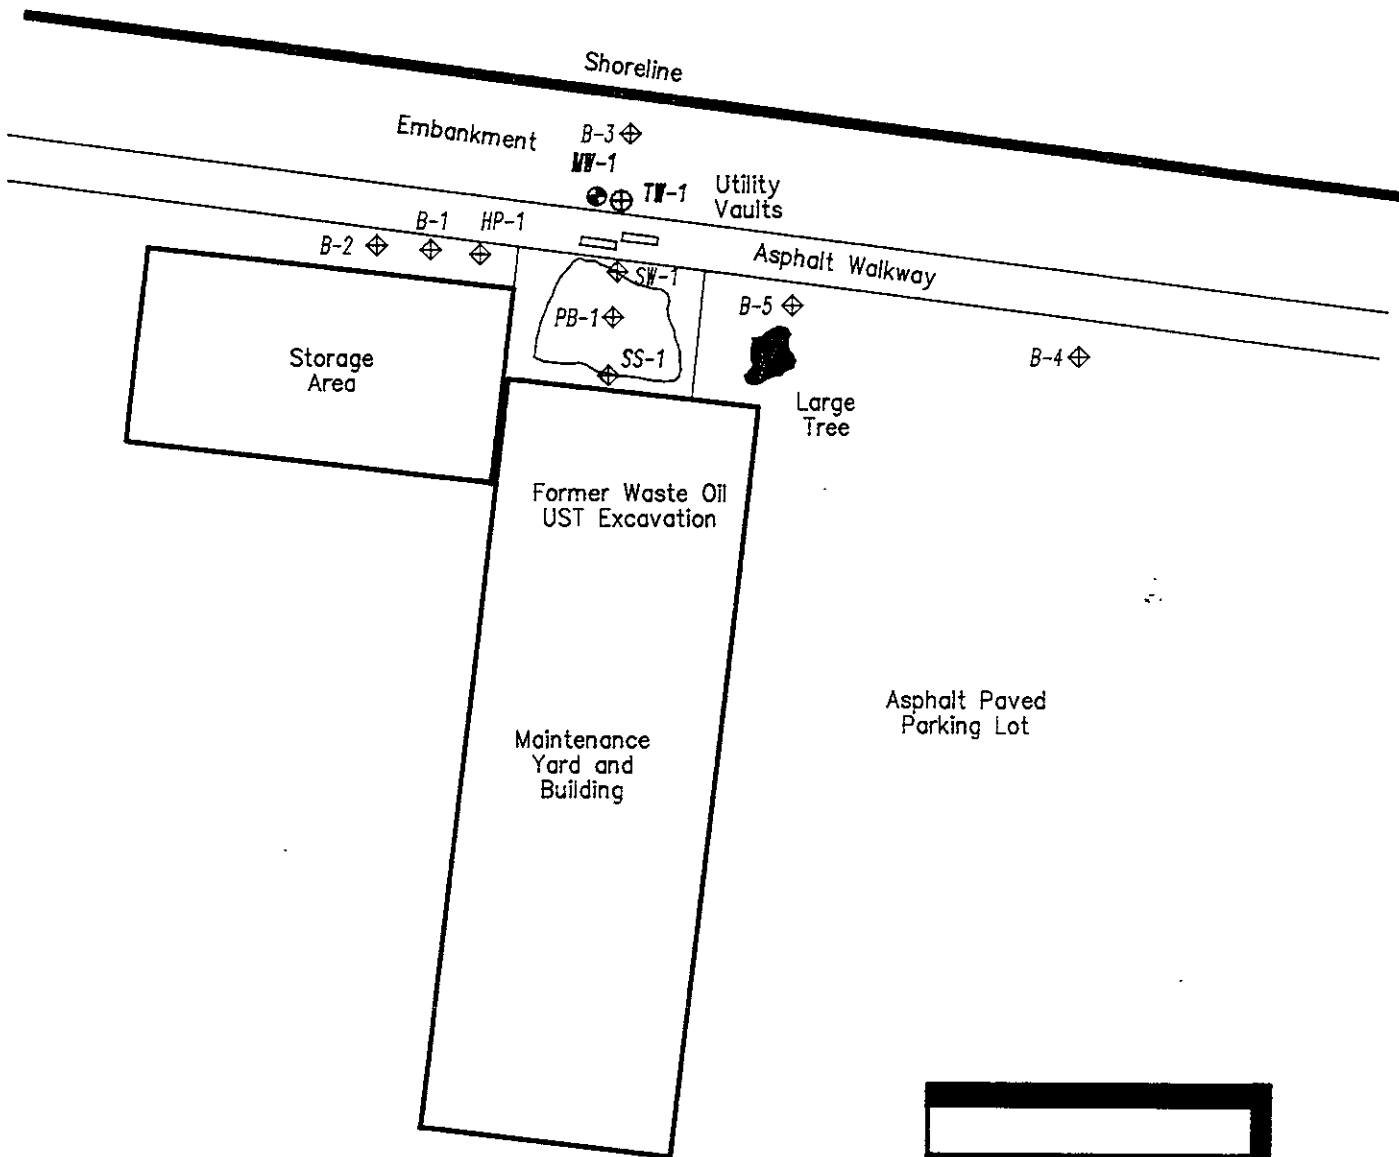 Shoreline
Embankment
B-3
MW-1
TW-1
Utility
Vaults
B-2
B-1
HP-1
Asphalt Walkway
SW-1
PB-1
SS-1
B-5
B-4
Storage
Area
Large
Tree
Former Waste Oil
UST Excavation
Asphalt Paved
Parking Lot
Maintenance
Yard and
Building